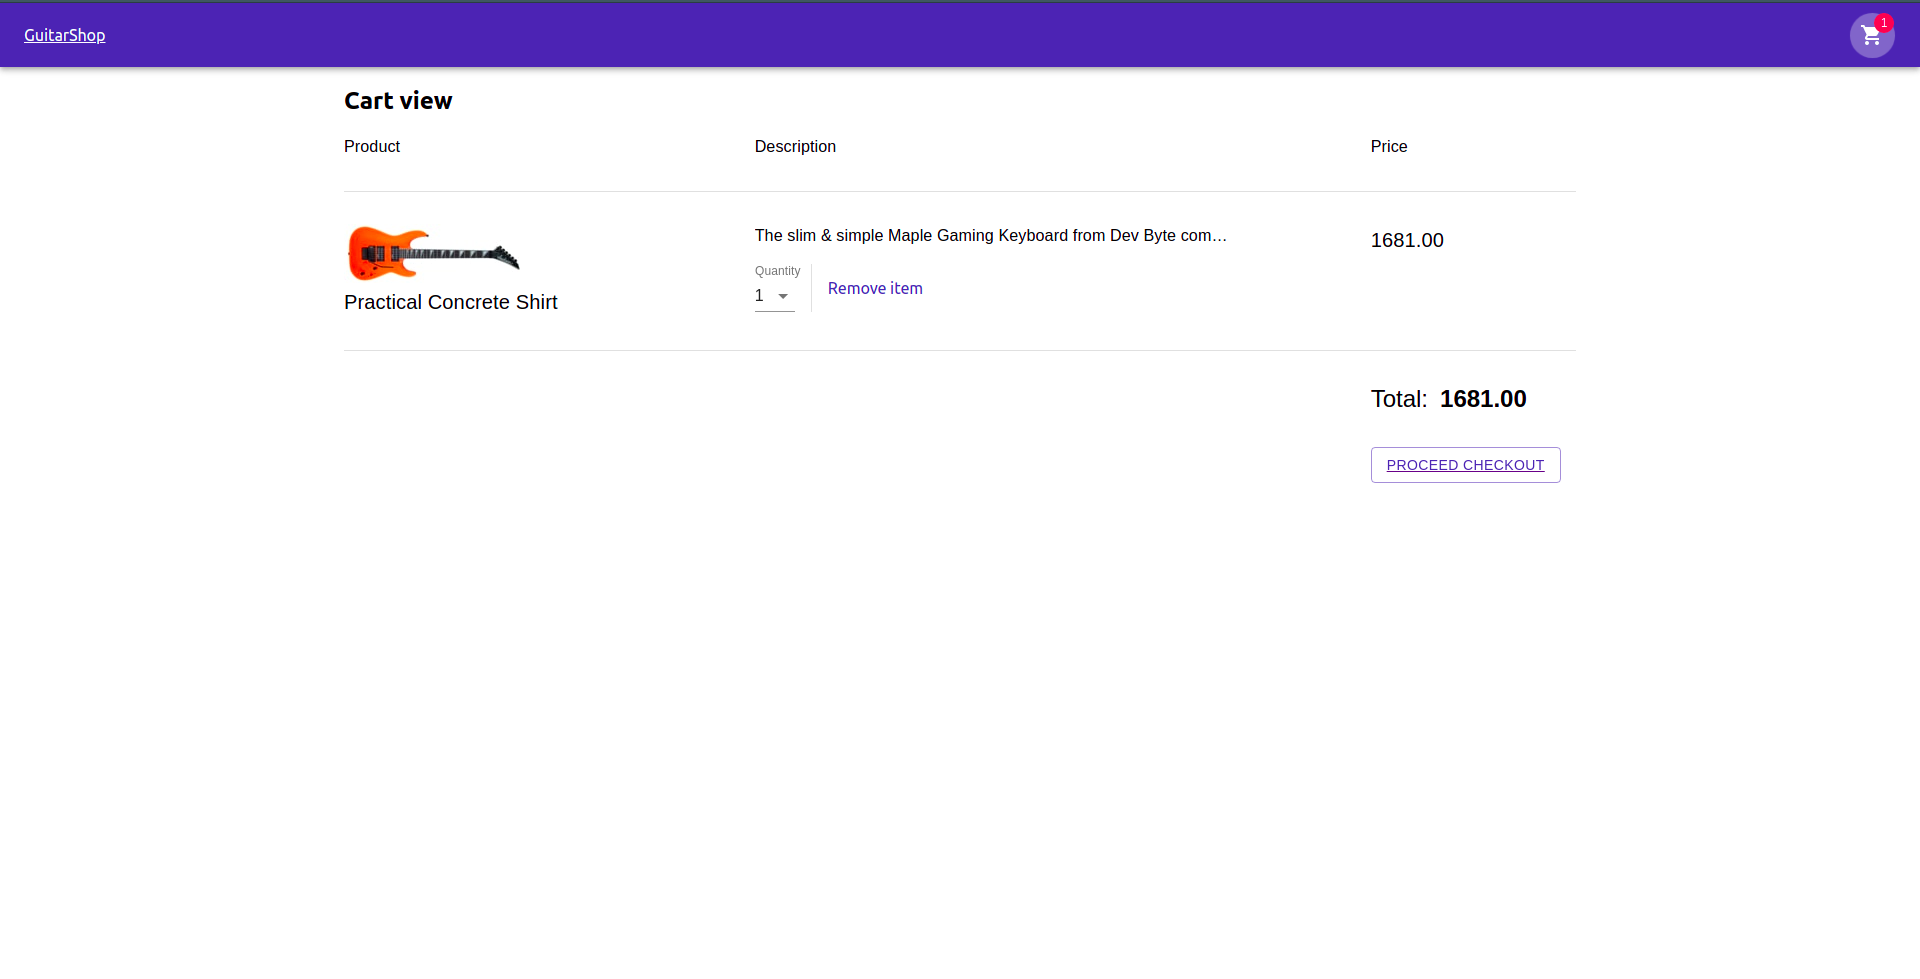 GuitarShop
1
Cart view
Product Description Price
The slim & simple Maple Gaming Keyboard from Dev Byte com…
1681.00
Quantity
1
Remove item
Practical Concrete Shirt
Total: 1681.00
PROCEED CHECKOUT